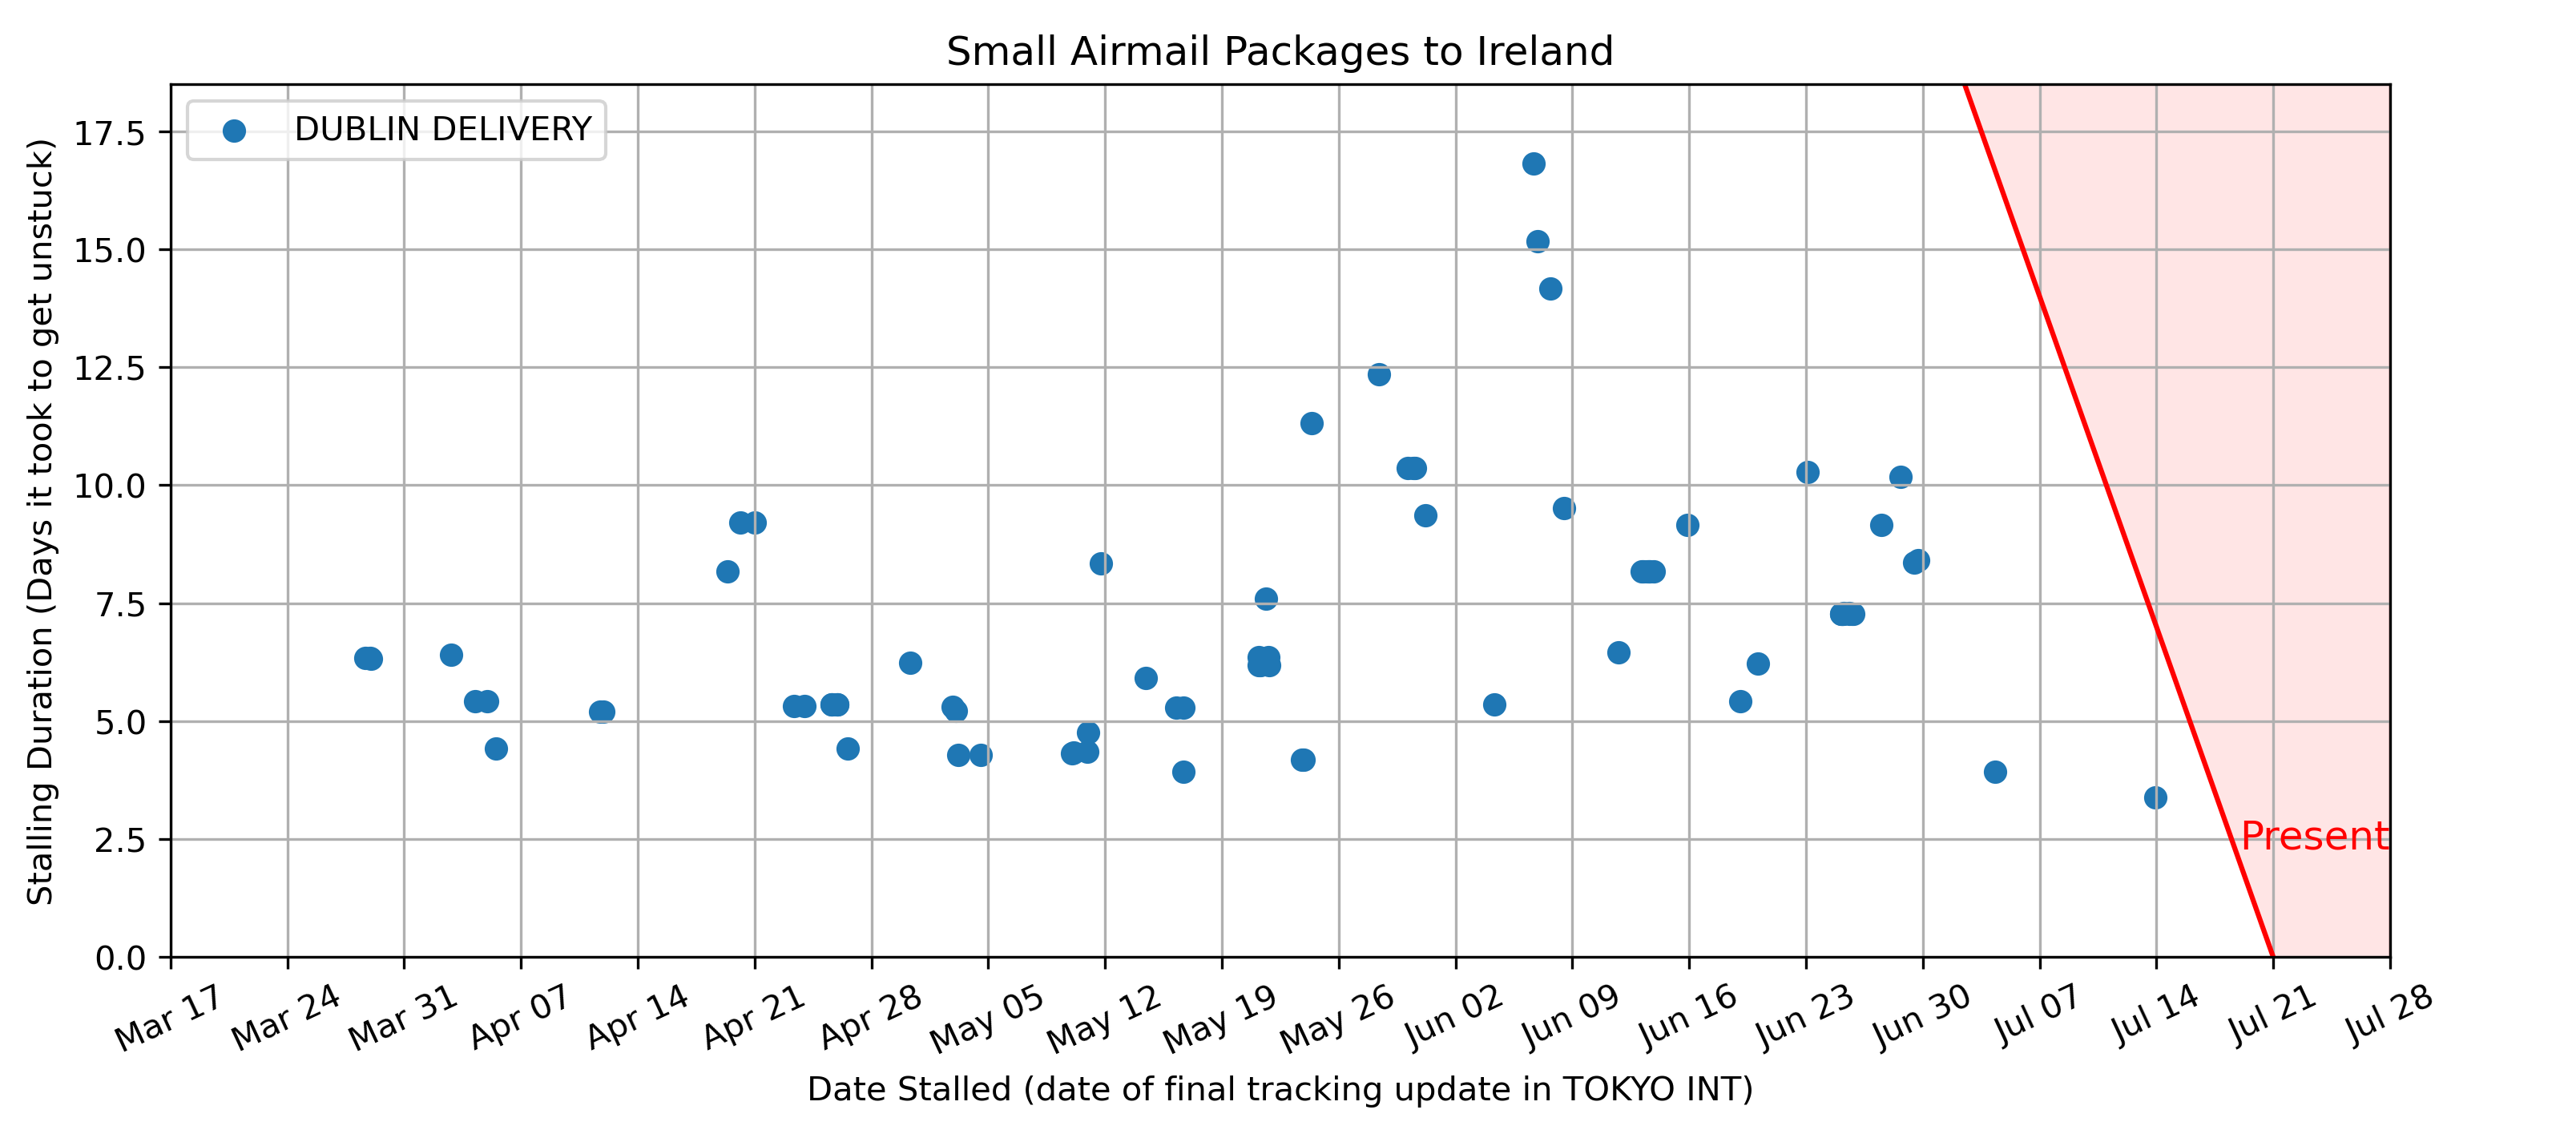 Small Airmail Packages to Ireland
DUBLIN DELIVERY
Stalling Duration (Days it took to get unstuck)
17.5
15.0
12.5
10.0
7.5
5.0
2.5
0.0
Present
Mar 17
Mar 24
Mar 31
Apr 07
Apr 14
Apr 21
Apr 28
May 05
May 12
May 19
May 26
Jun 02
Jun 09
Jun 16
Jun 23
Jun 30
Jul 07
Jul 14
Jul 21
Jul 28
Date Stalled (date of final tracking update in TOKYO INT)